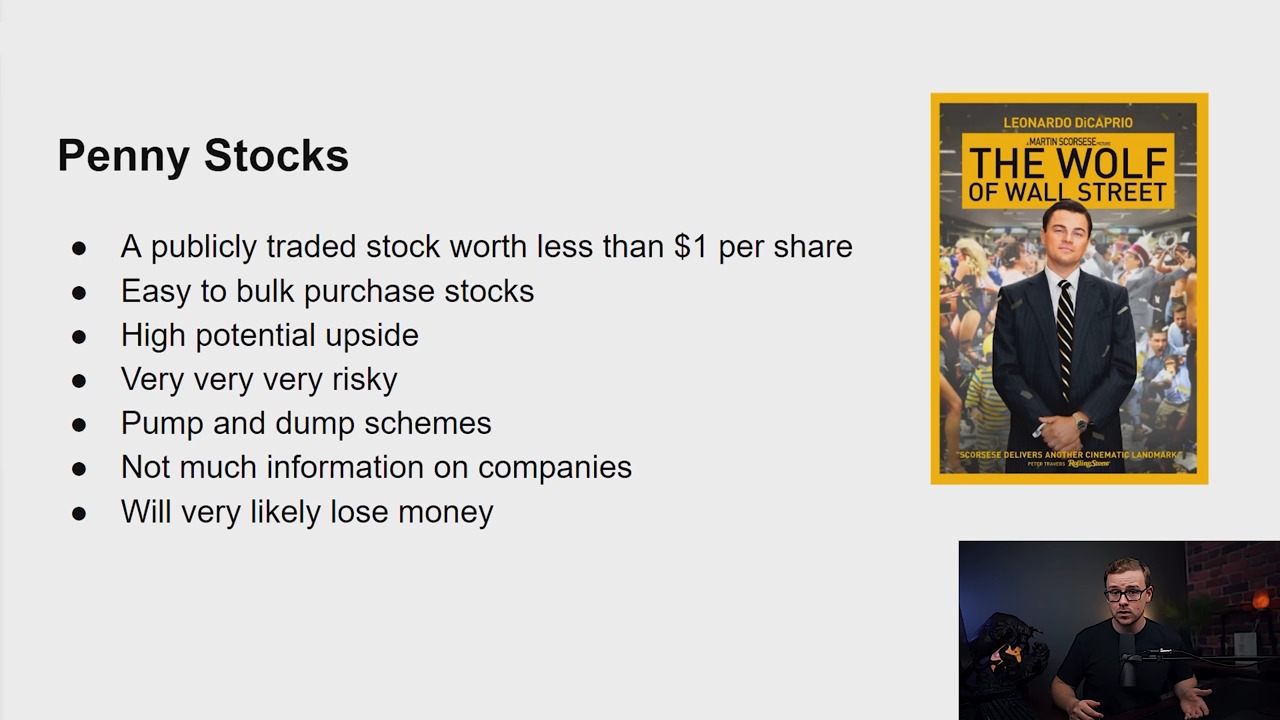 Penny Stocks
● A publicly traded stock worth less than $1 per share
● Easy to bulk purchase stocks
● High potential upside
● Very very very risky
● Pump and dump schemes
● Not much information on companies
● Will very likely lose money
LEONARDO DiCAPRIO
A MARTIN SCORSESE PICTURE
THE WOLF
OF WALL STREET
"SCORSESE DELIVERS ANOTHER CINEMATIC LANDMARK."
PETER TRAVERS RollingStone